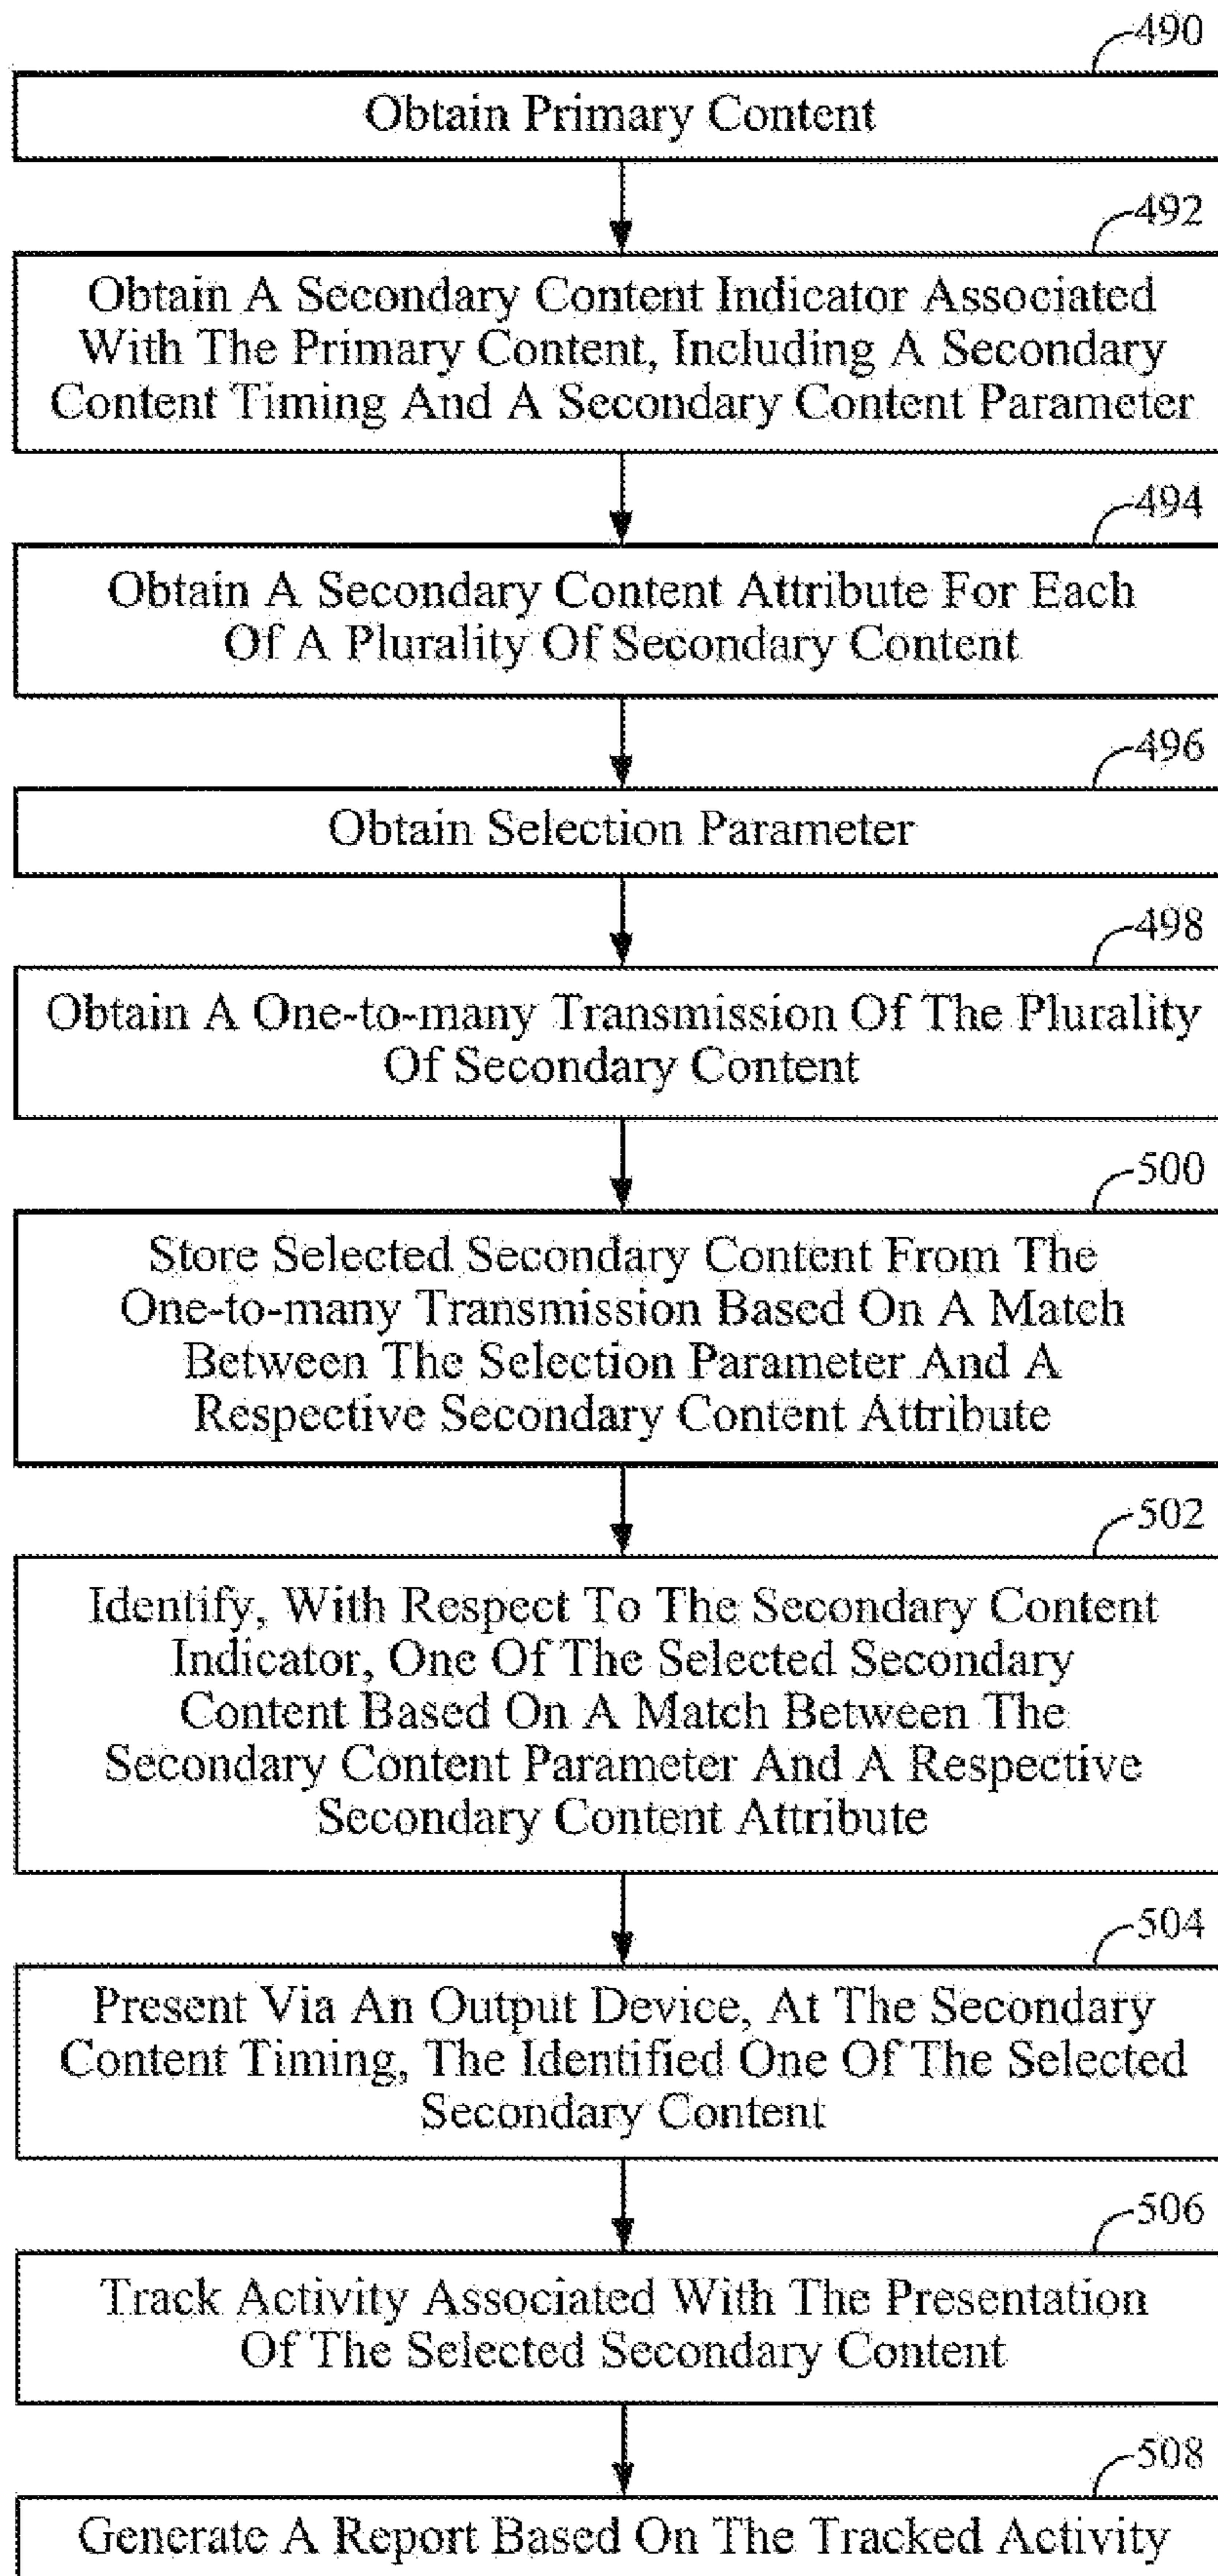 490
Obtain Primary Content
492
Obtain A Secondary Content Indicator Associated
With The Primary Content, Including A Secondary
Content Timing And A Secondary Content Parameter
494
Obtain A Secondary Content Attribute For Each
Of A Plurality Of Secondary Content
496
Obtain Selection Parameter
498
Obtain A One-to-many Transmission Of The Plurality
Of Secondary Content
500
Store Selected Secondary Content From The
One-to-many Transmission Based On A Match
Between The Selection Parameter And A
Respective Secondary Content Attribute
502
Identify, With Respect To The Secondary Content
Indicator, One Of The Selected Secondary
Content Based On A Match Between The
Secondary Content Parameter And A Respective
Secondary Content Attribute
504
Present Via An Output Device, At The Secondary
Content Timing, The Identified One Of The Selected
Secondary Content
506
Track Activity Associated With The Presentation
Of The Selected Secondary Content
508
Generate A Report Based On The Tracked Activity